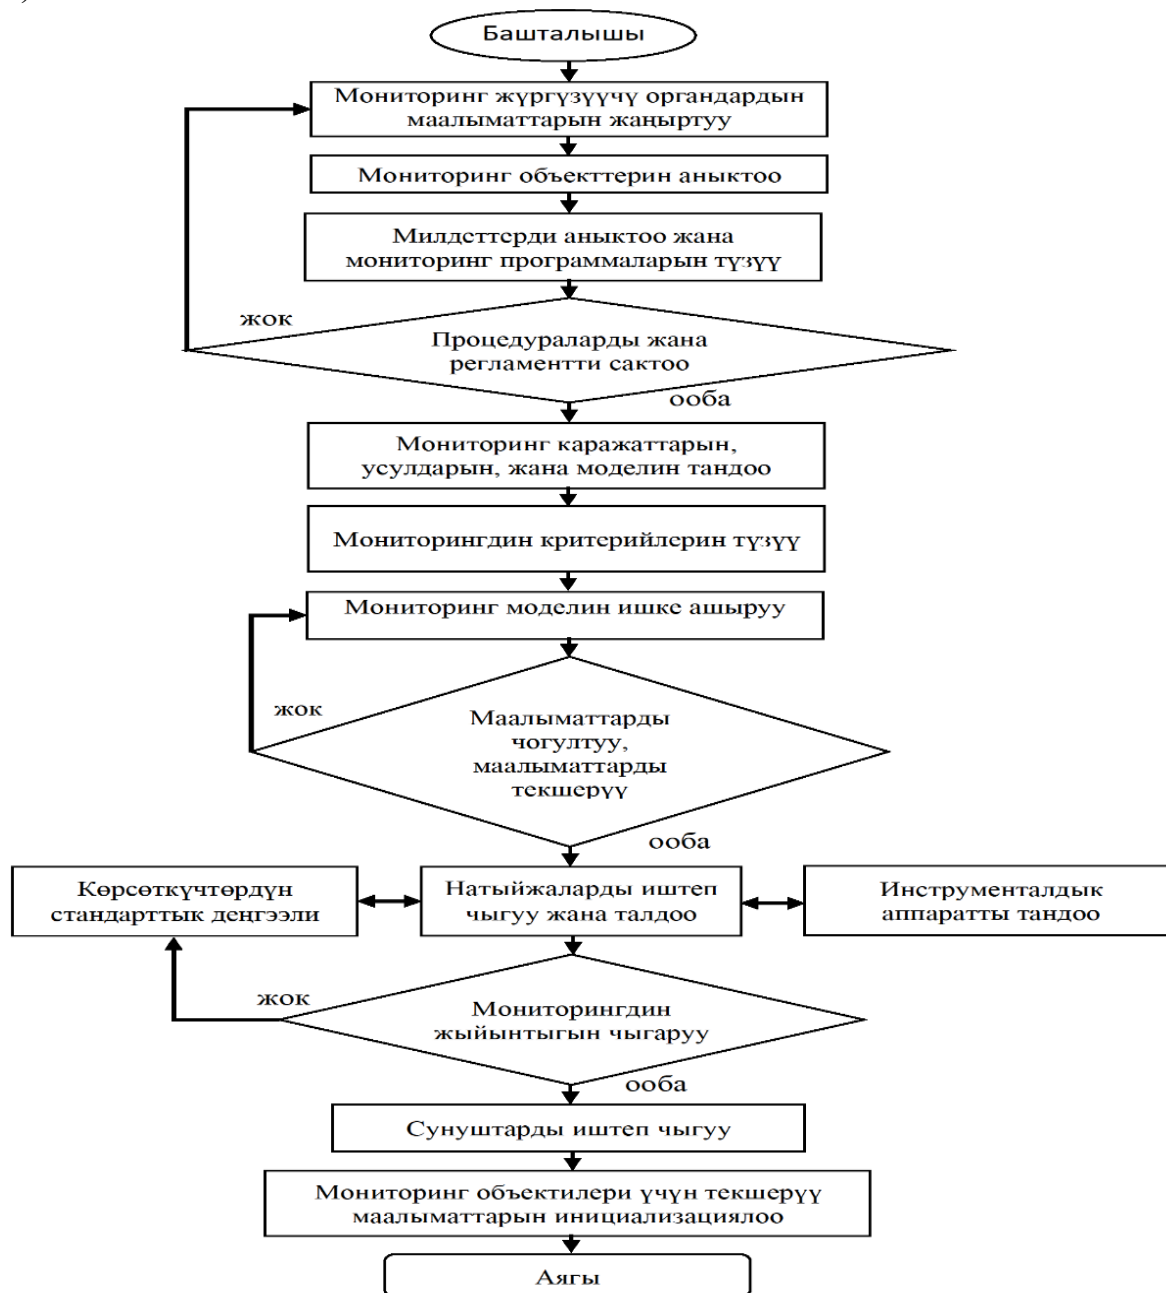 Башталышы
Мониторинг жүргүзүүчү органдардын
маалыматтарын жаңыртуу
Мониторинг объекттерин аныктоо
Милдеттерди аныктоо жана
мониторинг программаларын түзүү
жок
Процедураларды жана
регламентти сактоо
ооба
Мониторинг каражаттарын,
усулдарын, жана моделин тандоо
Мониторингдин критерийлерин түзүү
Мониторинг моделин ишке ашыруу
жок
Маалыматтарды
чогултуу,
маалыматтарды
текшерүү
ооба
Көрсөткүчтөрдүн
стандарттык деңгээли
Натыйжаларды иштеп
чыгуу жана талдоо
Инструменталдык
аппаратты тандоо
жок
Мониторингдин
жыйынтыгын чыгаруу
ооба
Сунуштарды иштеп чыгуу
Мониторинг объектилери үчүн текшерүү
маалыматтарын инициализациялоо
Аягы